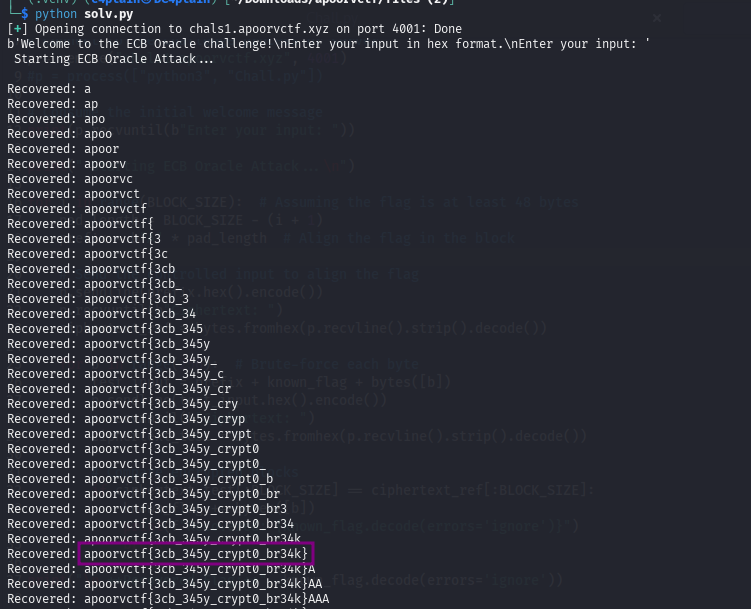 $ python solv.py
[+] Opening connection to chals1.apoorvctf.xyz on port 4001: Done
b'Welcome to the ECB Oracle challenge!\nEnter your input in hex format.\nEnter your input: '
Starting ECB Oracle Attack...
Recovered: a
Recovered: ap
Recovered: apo
Recovered: apoo
Recovered: apoor
Recovered: apoorv
Recovered: apoorvc
Recovered: apoorvct
Recovered: apoorvctf
Recovered: apoorvctf{
Recovered: apoorvctf{3
Recovered: apoorvctf{3c
Recovered: apoorvctf{3cb
Recovered: apoorvctf{3cb_
Recovered: apoorvctf{3cb_3
Recovered: apoorvctf{3cb_34
Recovered: apoorvctf{3cb_345
Recovered: apoorvctf{3cb_345y
Recovered: apoorvctf{3cb_345y_
Recovered: apoorvctf{3cb_345y_c
Recovered: apoorvctf{3cb_345y_cr
Recovered: apoorvctf{3cb_345y_cry
Recovered: apoorvctf{3cb_345y_cryp
Recovered: apoorvctf{3cb_345y_crypt
Recovered: apoorvctf{3cb_345y_crypt0
Recovered: apoorvctf{3cb_345y_crypt0_
Recovered: apoorvctf{3cb_345y_crypt0_b
Recovered: apoorvctf{3cb_345y_crypt0_br
Recovered: apoorvctf{3cb_345y_crypt0_br3
Recovered: apoorvctf{3cb_345y_crypt0_br34
Recovered: apoorvctf{3cb_345y_crypt0_br34k
Recovered: apoorvctf{3cb_345y_crypt0_br34k}
Recovered: apoorvctf{3cb_345y_crypt0_br34k}A
Recovered: apoorvctf{3cb_345y_crypt0_br34k}AA
Recovered: apoorvctf{3cb_345y_crypt0_br34k}AAA